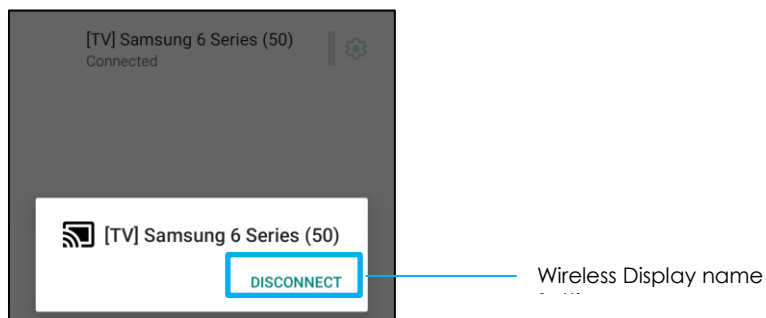 [TV] Samsung 6 Series (50)
Connected
[TV] Samsung 6 Series (50)
DISCONNECT
Wireless Display name